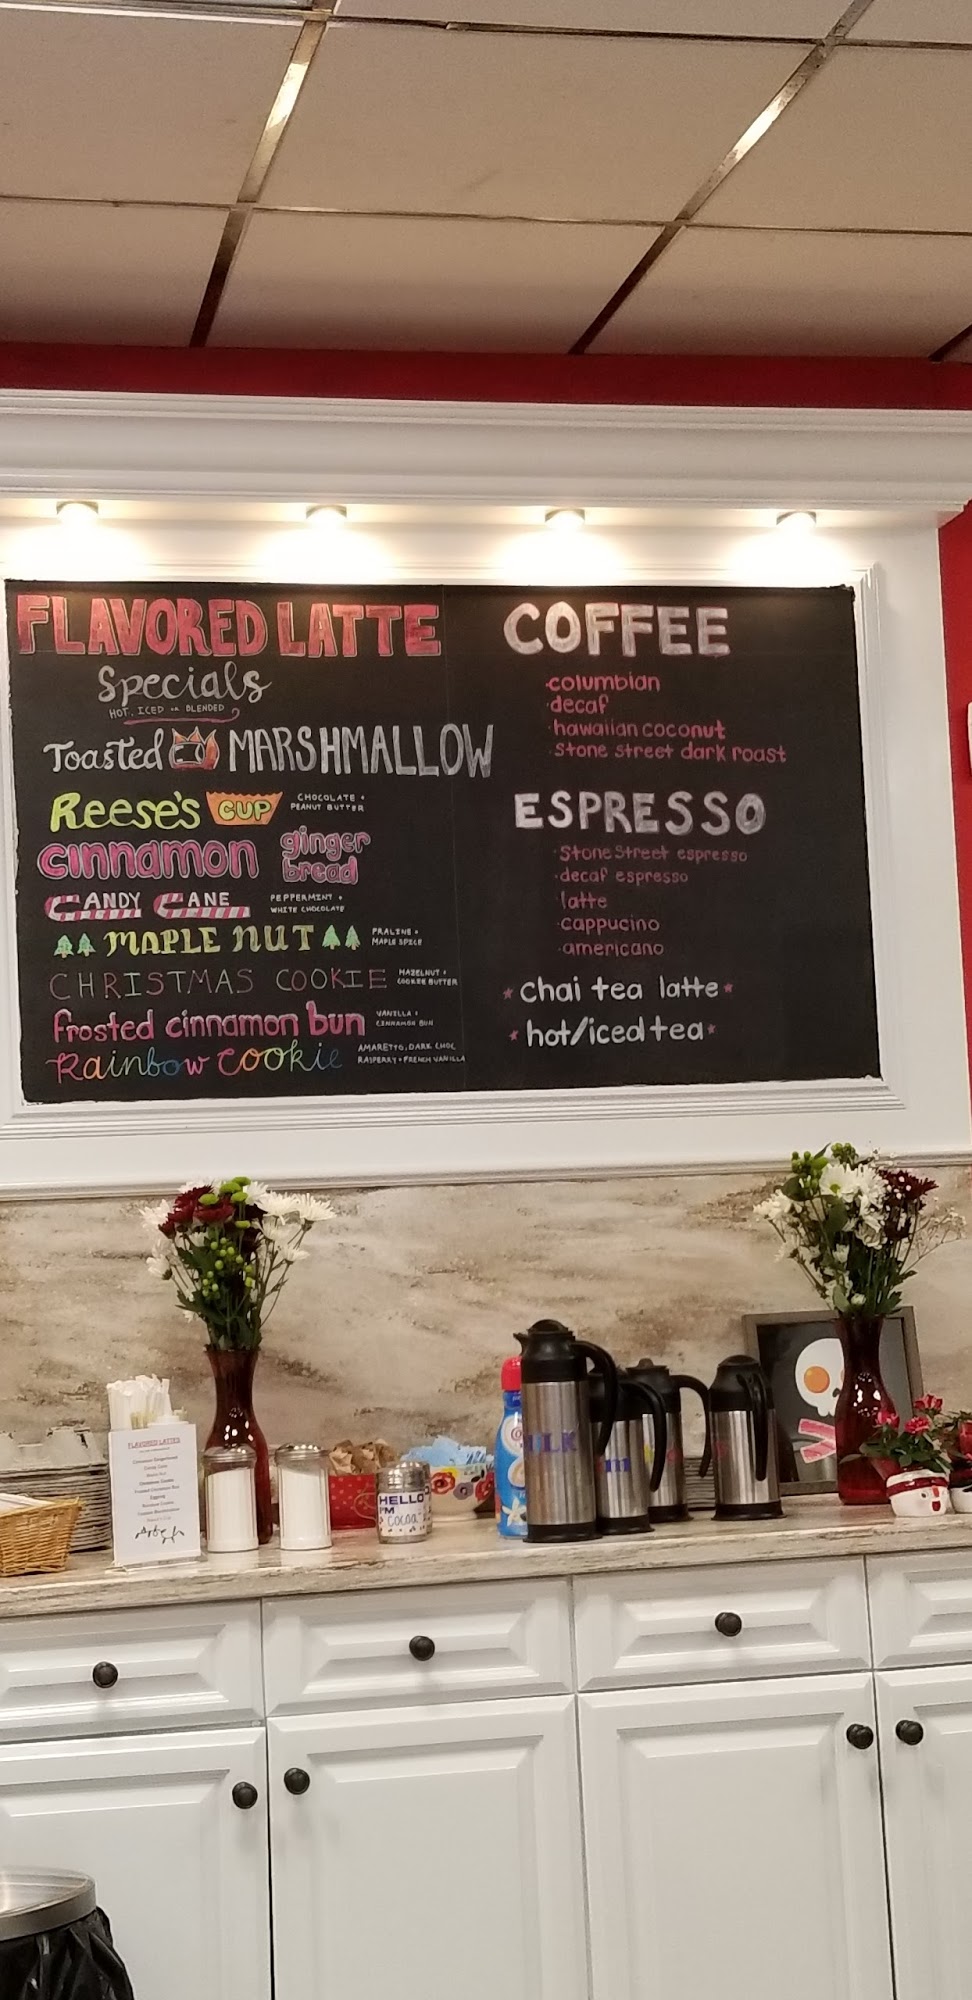 FLAVORED LATTE
Specials
HOT, ICED or BLENDED
Toasted MARSHMALLOW
Reese's CUP CHOCOLATE +
PEANUT BUTTER
cinnamon ginger
bread
CANDY CANE PEPPERMINT +
WHITE CHOCOLATE
MAPLE NUT PRALINE +
MAPLE SPICE
CHRISTMAS COOKIE HAZELNUT +
COOKIE BUTTER
frosted cinnamon bun VANILLA +
CINNAMON BUN
Rainbow cookie AMARETTO, DARK CHOC
RASPBERRY + FRENCH VANILLA
COFFEE
·columbian
·decaf
·hawaiian coconut
·stone street dark roast
ESPRESSO
·StoneStreet espresso
·decaf espresso
·latte
·cappucino
·americano
*chai tea latte*
*hot/iced tea*
FLAVORED LATTES
HELLO
I'M
"cocoa"